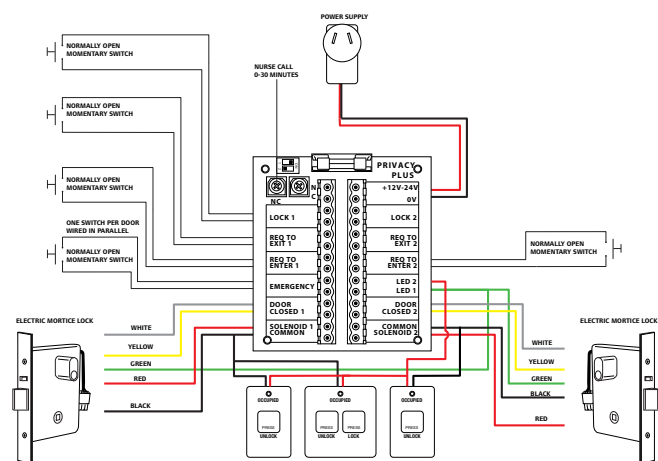 POWER SUPPLY
NORMALLY OPEN
MOMENTARY SWITCH
NURSE CALL
0-30 MINUTES
NORMALLY OPEN
MOMENTARY SWITCH
NORMALLY OPEN
MOMENTARY SWITCH
ONE SWITCH PER DOOR
WIRED IN PARALLEL
NORMALLY OPEN
MOMENTARY SWITCH
PRIVACY
PLUS
N
C
NC
+12V-24V
0V
LOCK 1
LOCK 2
REQ TO
EXIT 1
REQ TO
EXIT 2
REQ TO
ENTER 1
REQ TO
ENTER 2
EMERGENCY
LED 2
LED 1
DOOR
CLOSED 1
DOOR
CLOSED 2
SOLENOID 1
COMMON
COMMON
SOLENOID 2
NORMALLY OPEN
MOMENTARY SWITCH
ELECTRIC MORTICE LOCK
WHITE
YELLOW
GREEN
RED
BLACK
ELECTRIC MORTICE LOCK
WHITE
YELLOW
GREEN
BLACK
RED
OCCUPIED
PRESS
UNLOCK
OCCUPIED
PRESS
PRESS
UNLOCK
LOCK
OCCUPIED
PRESS
UNLOCK